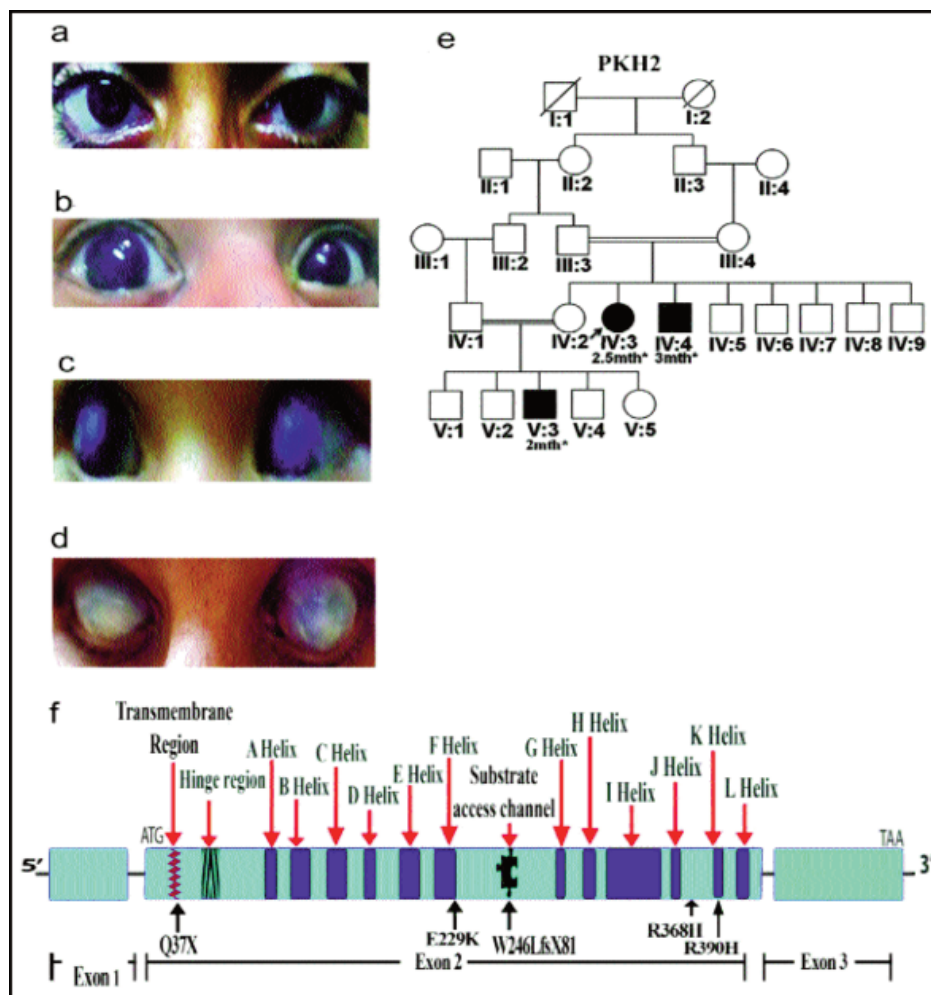 a
b
c
d
e
PKH2
I:1 I:2
II:1 II:2 II:3 II:4
III:1 III:2 III:3 III:4
IV:1 IV:2 IV:3 IV:4 IV:5 IV:6 IV:7 IV:8 IV:9
2.5mth* 3mth*
V:1 V:2 V:3 V:4 V:5
2mth*
f
Transmembrane
Region
Hinge region
A Helix
B Helix
C Helix
D Helix
E Helix
F Helix
Substrate
access channel
G Helix
H Helix
I Helix
J Helix
K Helix
L Helix
ATG
TAA
5'
3'
Q37X
E229K
W246LfsX81
R368H
R390H
Exon 1
Exon 2
Exon 3